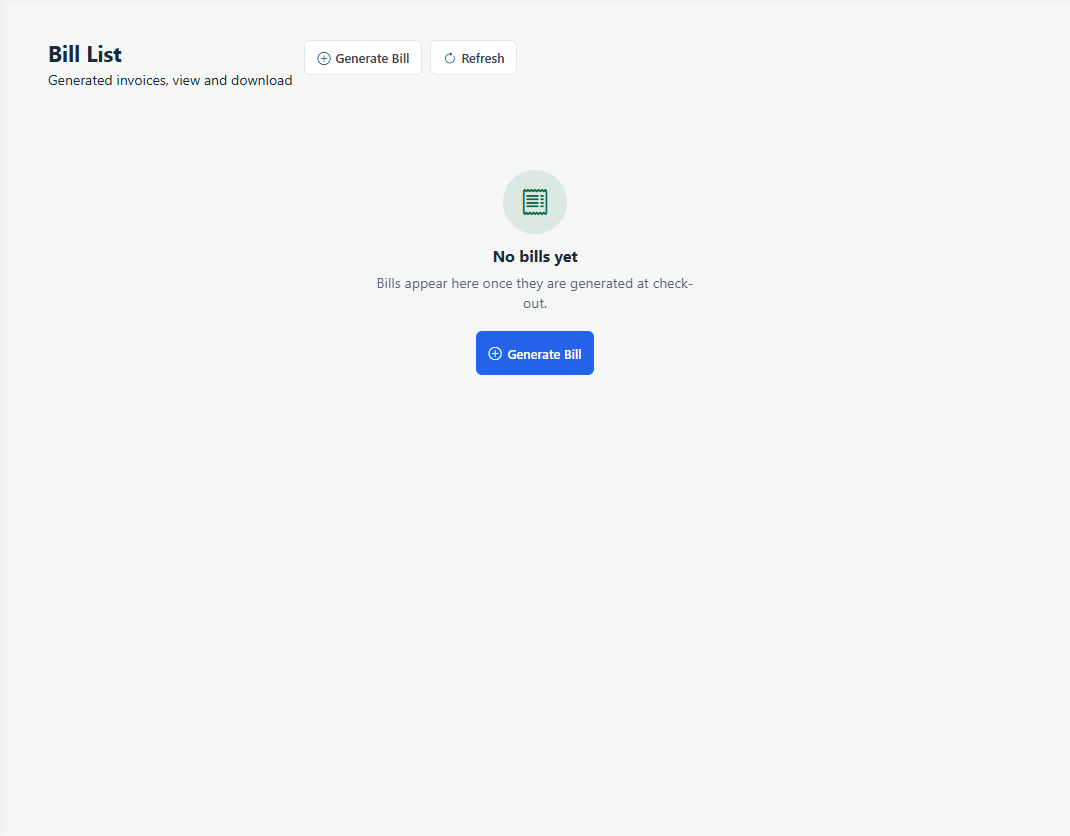 Bill List
Generated invoices, view and download
Generate Bill
Refresh
No bills yet
Bills appear here once they are generated at check-
out.
Generate Bill